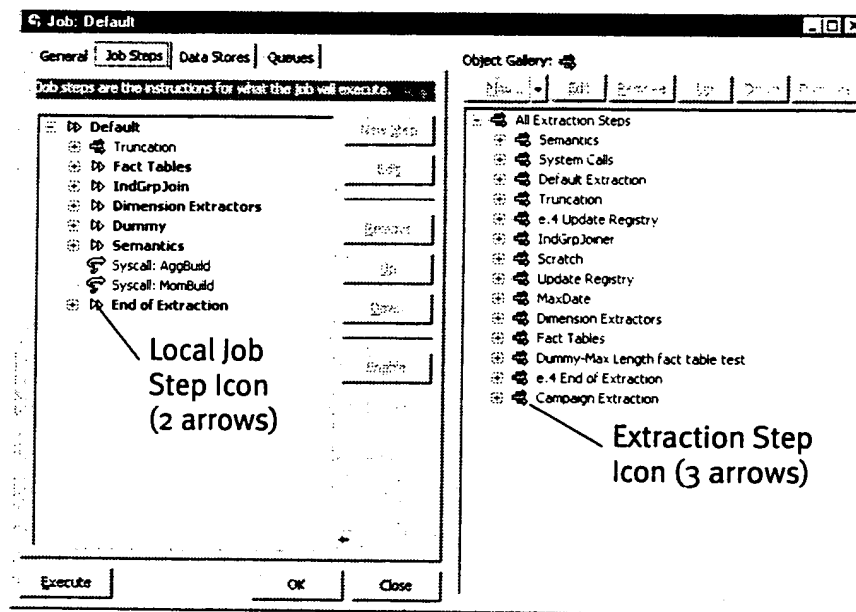 Job: Default
General Job Steps Data Stores Queues
Job steps are the instructions for what the job will execute.
Default
Truncation
Fact Tables
IndGrpJoin
Dimension Extractors
Dummy
Semantics
Syscall: AggBuild
Syscall: MomBuild
End of Extraction
New Step
Edit
Remove
Up
Down
Enable
Local Job
Step Icon
(2 arrows)
Execute OK Close
Object Gallery:
New... Edit Remove Up Down
All Extraction Steps
Semantics
System Calls
Default Extraction
Truncation
e.4 Update Registry
IndGrpJoiner
Scratch
Update Registry
MaxDate
Dimension Extractors
Fact Tables
Dummy-Max Length fact table test
e.4 End of Extraction
Campaign Extraction
Extraction Step
Icon (3 arrows)